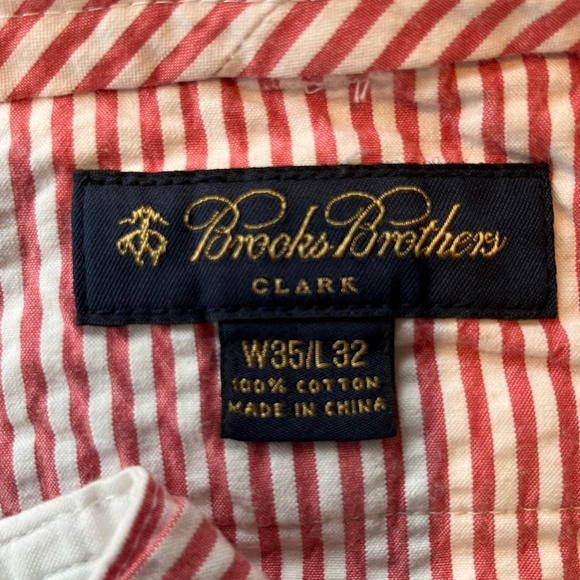 Brooks Brothers
CLARK
W35/L32
100% COTTON
MADE IN CHINA